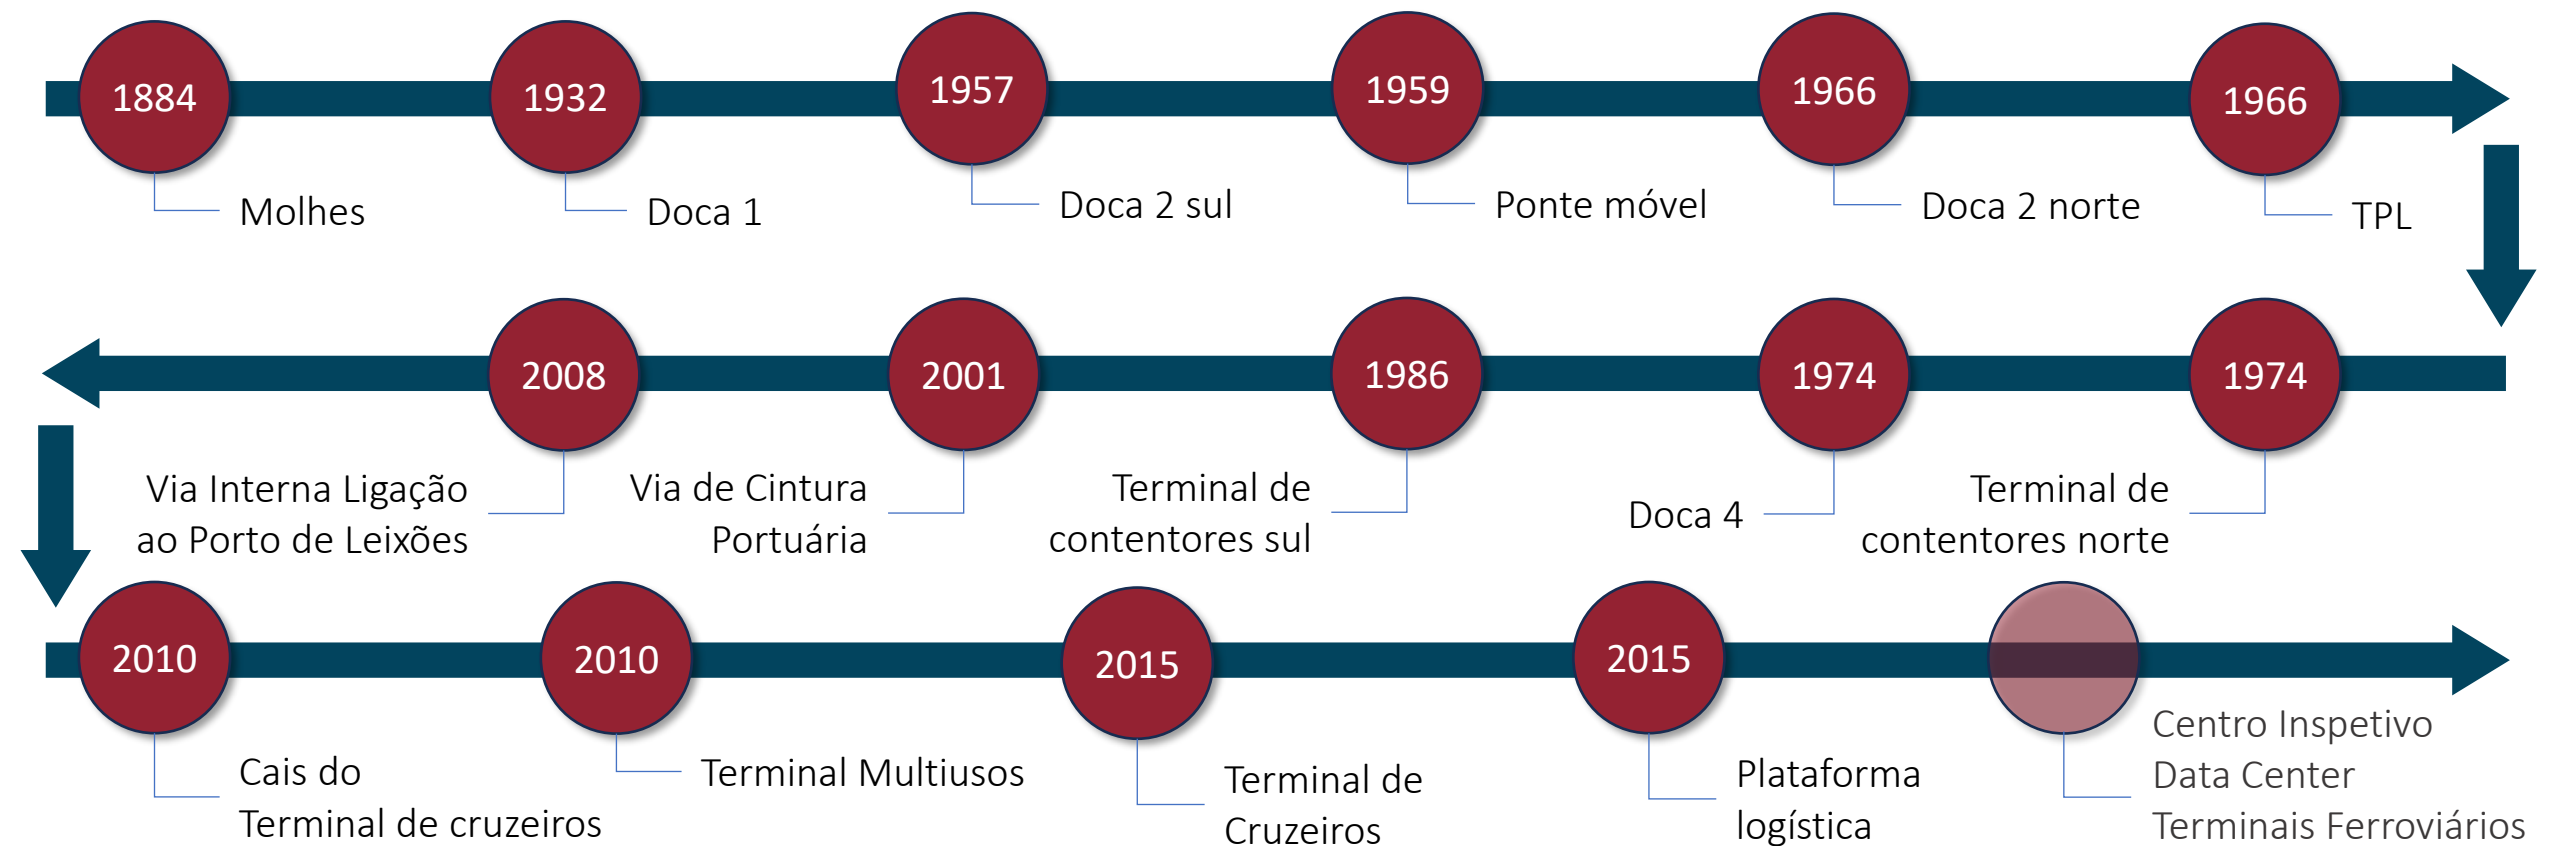 1884
Molhes
1932
Doca 1
1957
Doca 2 sul
1959
Ponte móvel
1966
Doca 2 norte
1966
TPL
1974
Terminal de
contentores norte
1974
Doca 4
1986
Terminal de
contentores sul
2001
Via de Cintura
Portuária
2008
Via Interna Ligação
ao Porto de Leixões
2010
Cais do
Terminal de cruzeiros
2010
Terminal Multiusos
2015
Terminal de
Cruzeiros
2015
Plataforma
logística
Centro Inspetivo
Data Center
Terminais Ferroviários